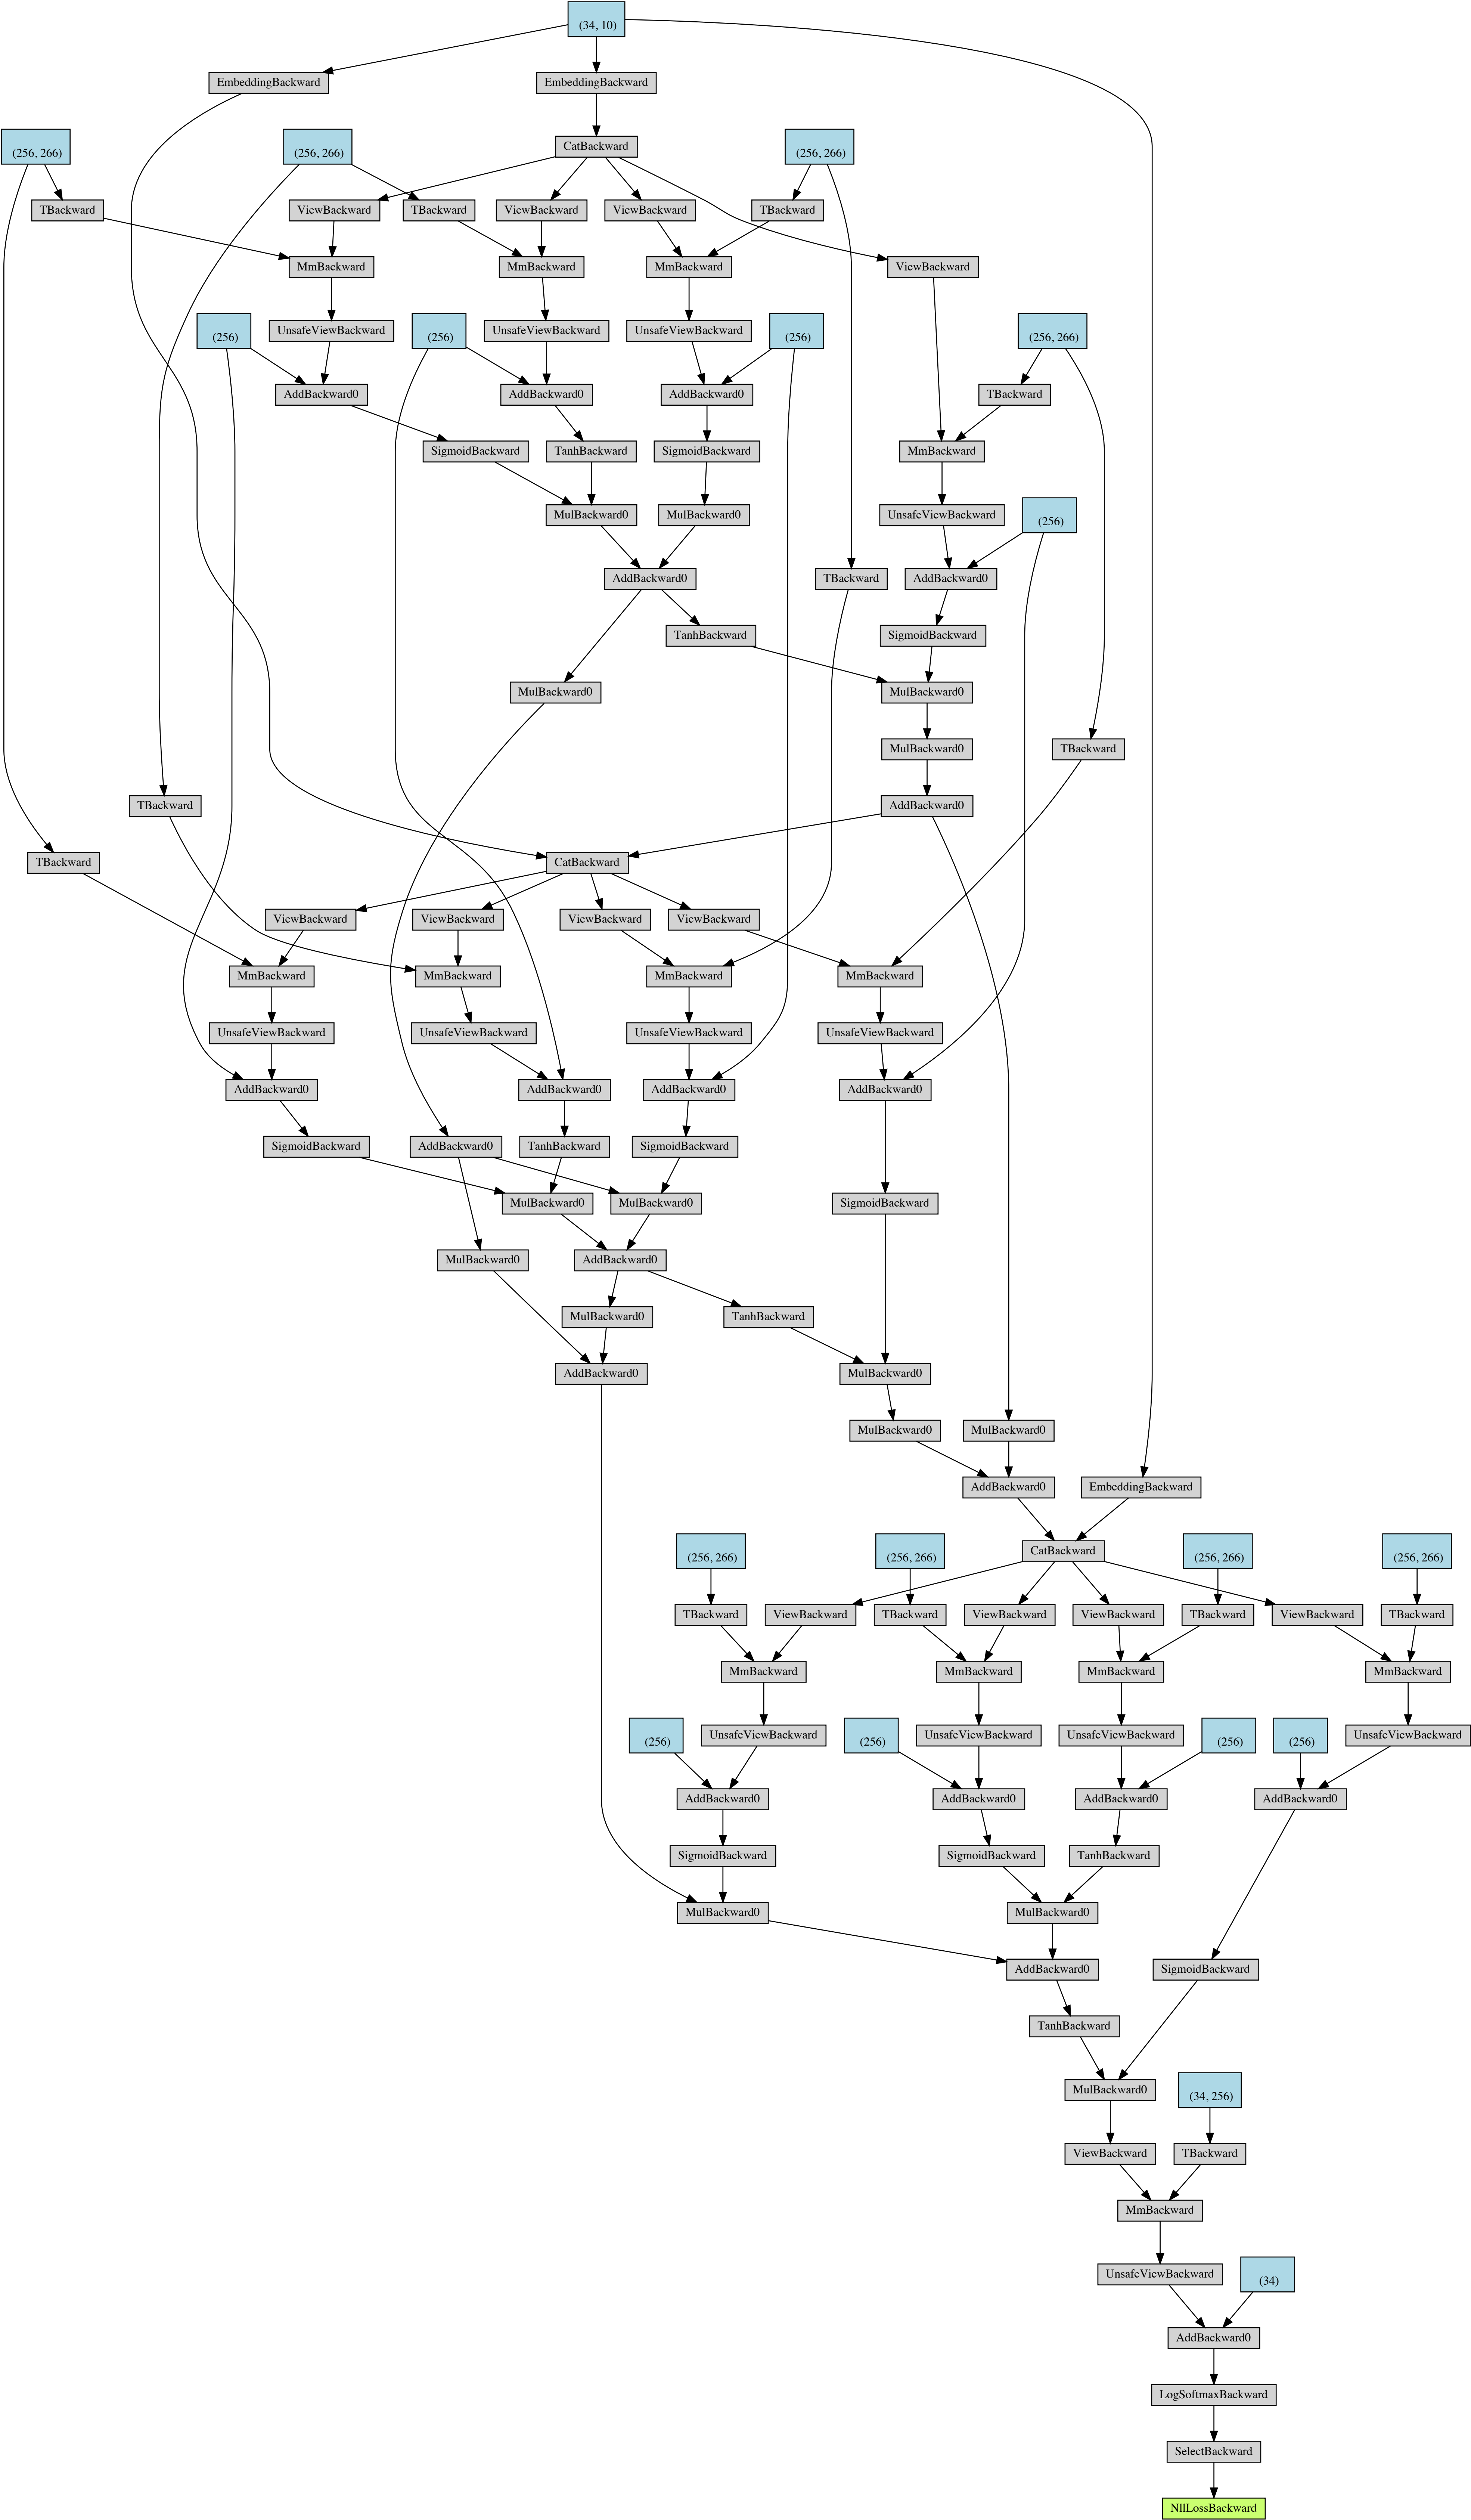 (34, 10)
EmbeddingBackward
EmbeddingBackward
(256, 266)
(256, 266)
CatBackward
(256, 266)
TBackward
ViewBackward
TBackward
ViewBackward
ViewBackward
TBackward
MmBackward
MmBackward
MmBackward
ViewBackward
(256)
UnsafeViewBackward
(256)
UnsafeViewBackward
UnsafeViewBackward
(256)
(256, 266)
AddBackward0
AddBackward0
AddBackward0
TBackward
SigmoidBackward
TanhBackward
SigmoidBackward
MmBackward
MulBackward0
MulBackward0
UnsafeViewBackward
(256)
AddBackward0
TBackward
AddBackward0
TanhBackward
SigmoidBackward
MulBackward0
MulBackward0
MulBackward0
TBackward
TBackward
AddBackward0
TBackward
CatBackward
ViewBackward
ViewBackward
ViewBackward
ViewBackward
MmBackward
MmBackward
MmBackward
MmBackward
UnsafeViewBackward
UnsafeViewBackward
UnsafeViewBackward
UnsafeViewBackward
AddBackward0
AddBackward0
AddBackward0
AddBackward0
SigmoidBackward
AddBackward0
TanhBackward
SigmoidBackward
MulBackward0
MulBackward0
SigmoidBackward
MulBackward0
AddBackward0
MulBackward0
TanhBackward
AddBackward0
MulBackward0
MulBackward0
MulBackward0
AddBackward0
EmbeddingBackward
(256, 266)
(256, 266)
CatBackward
(256, 266)
(256, 266)
TBackward
ViewBackward
TBackward
ViewBackward
ViewBackward
TBackward
ViewBackward
TBackward
MmBackward
MmBackward
MmBackward
MmBackward
(256)
UnsafeViewBackward
(256)
UnsafeViewBackward
UnsafeViewBackward
(256)
(256)
UnsafeViewBackward
AddBackward0
AddBackward0
AddBackward0
AddBackward0
SigmoidBackward
SigmoidBackward
TanhBackward
MulBackward0
MulBackward0
AddBackward0
SigmoidBackward
TanhBackward
MulBackward0
(34, 256)
ViewBackward
TBackward
MmBackward
UnsafeViewBackward
(34)
AddBackward0
LogSoftmaxBackward
SelectBackward
NllLossBackward